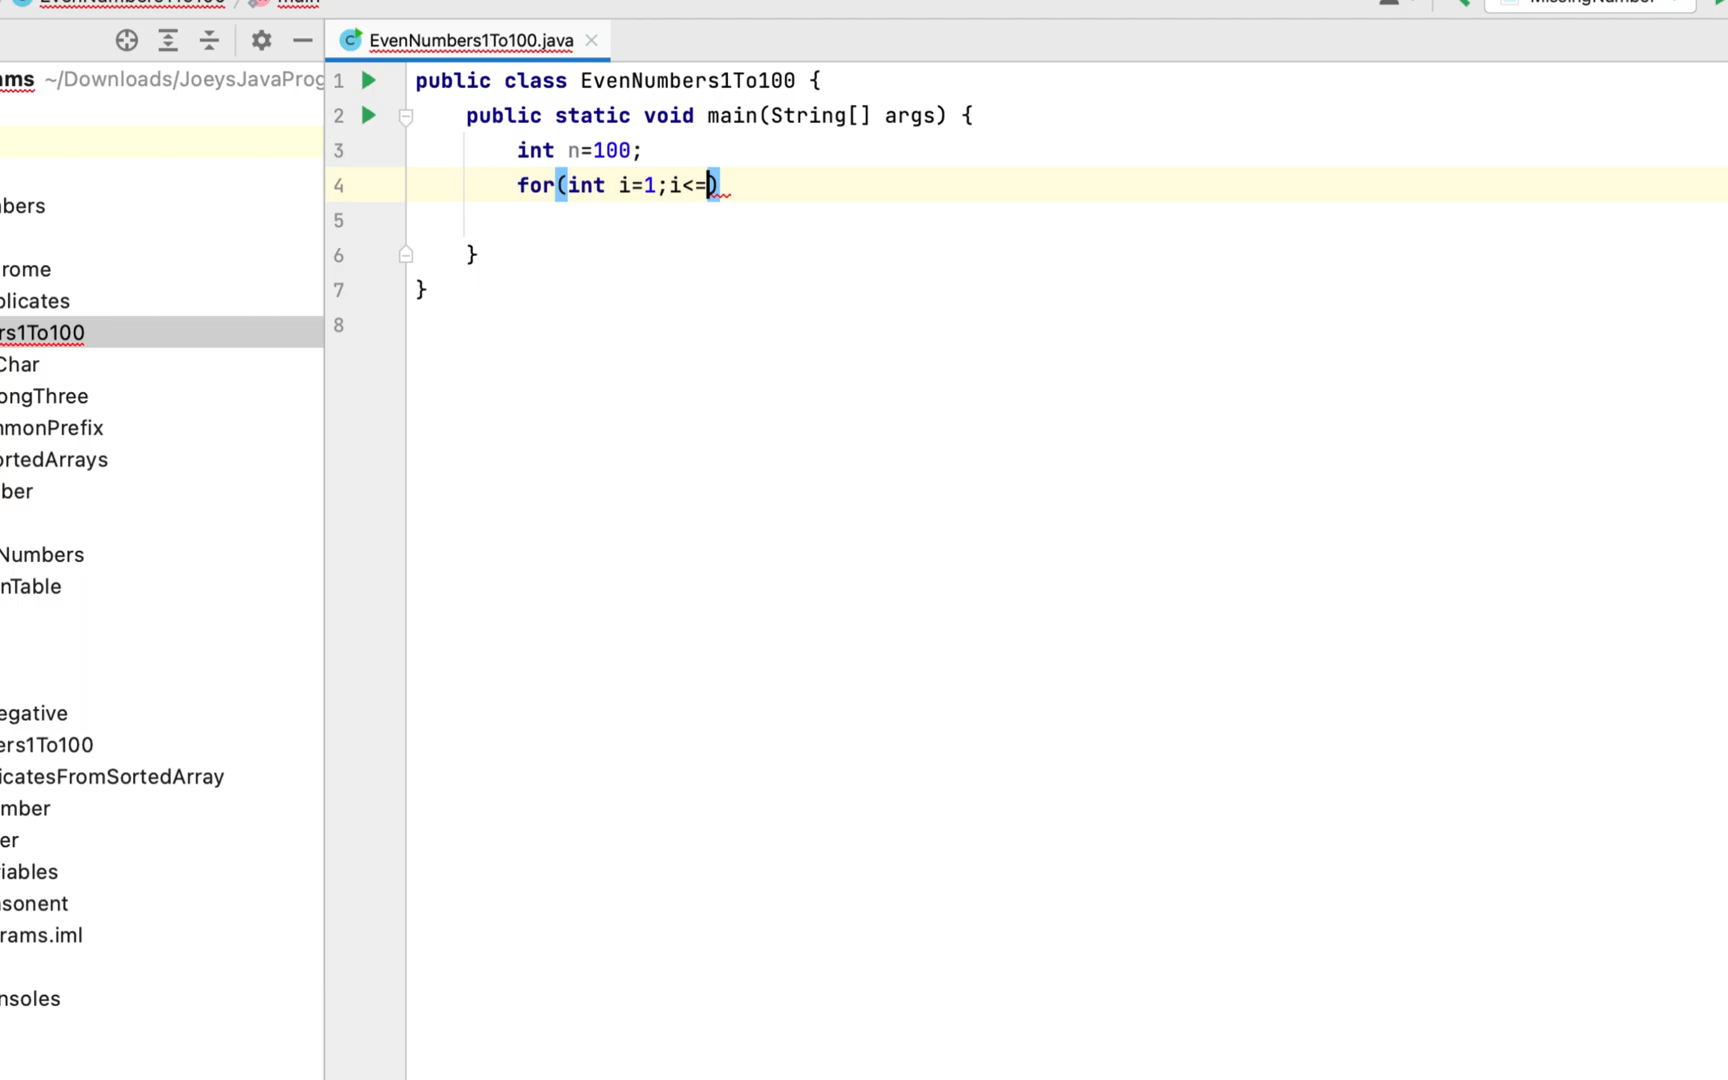 EvenNumbers1To100.java
ams ~/Downloads/JoeysJavaProg
1 public class EvenNumbers1To100 {
2 public static void main(String[] args) {
3 int n=100;
4 for(int i=1;i<=)
5
6 }
7 }
8
bers
rome
plicates
rs1To100
Char
ongThree
mmonPrefix
ortedArrays
ber
Numbers
nTable
egative
ers1To100
icatesFromSortedArray
mber
er
riables
sonent
rams.iml
nsoles